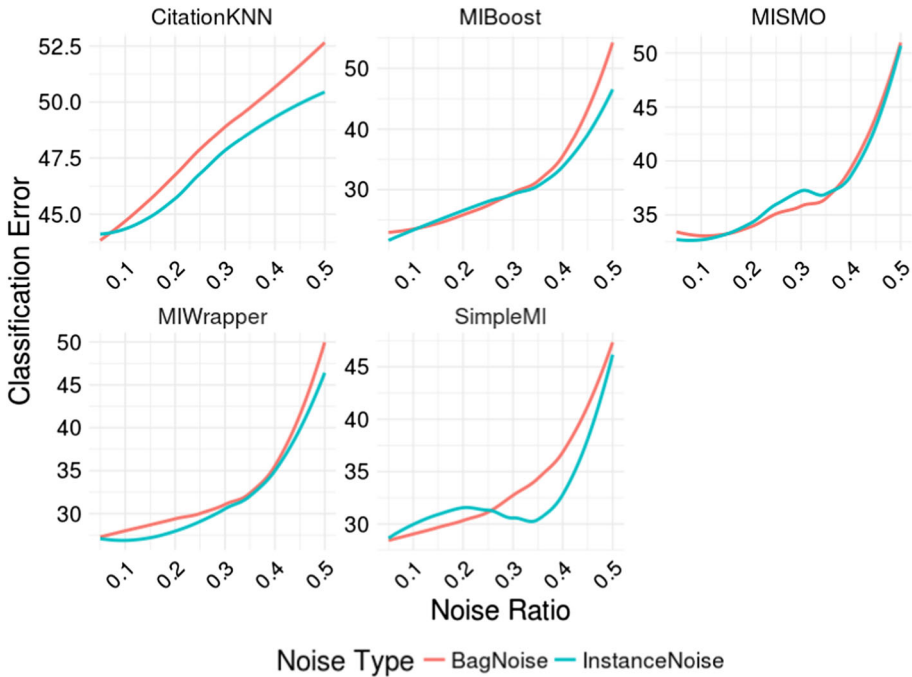 CitationKNN MIBoost MISMO
52.5
50.0
47.5
45.0
50
40
30
50
45
40
35
0.1 0.2 0.3 0.4 0.5
0.1 0.2 0.3 0.4 0.5
0.1 0.2 0.3 0.4 0.5
Classification Error
MIWrapper SimpleMI
50
45
40
35
30
45
40
35
30
0.1 0.2 0.3 0.4 0.5
0.1 0.2 0.3 0.4 0.5
Noise Ratio
Noise Type BagNoise InstanceNoise